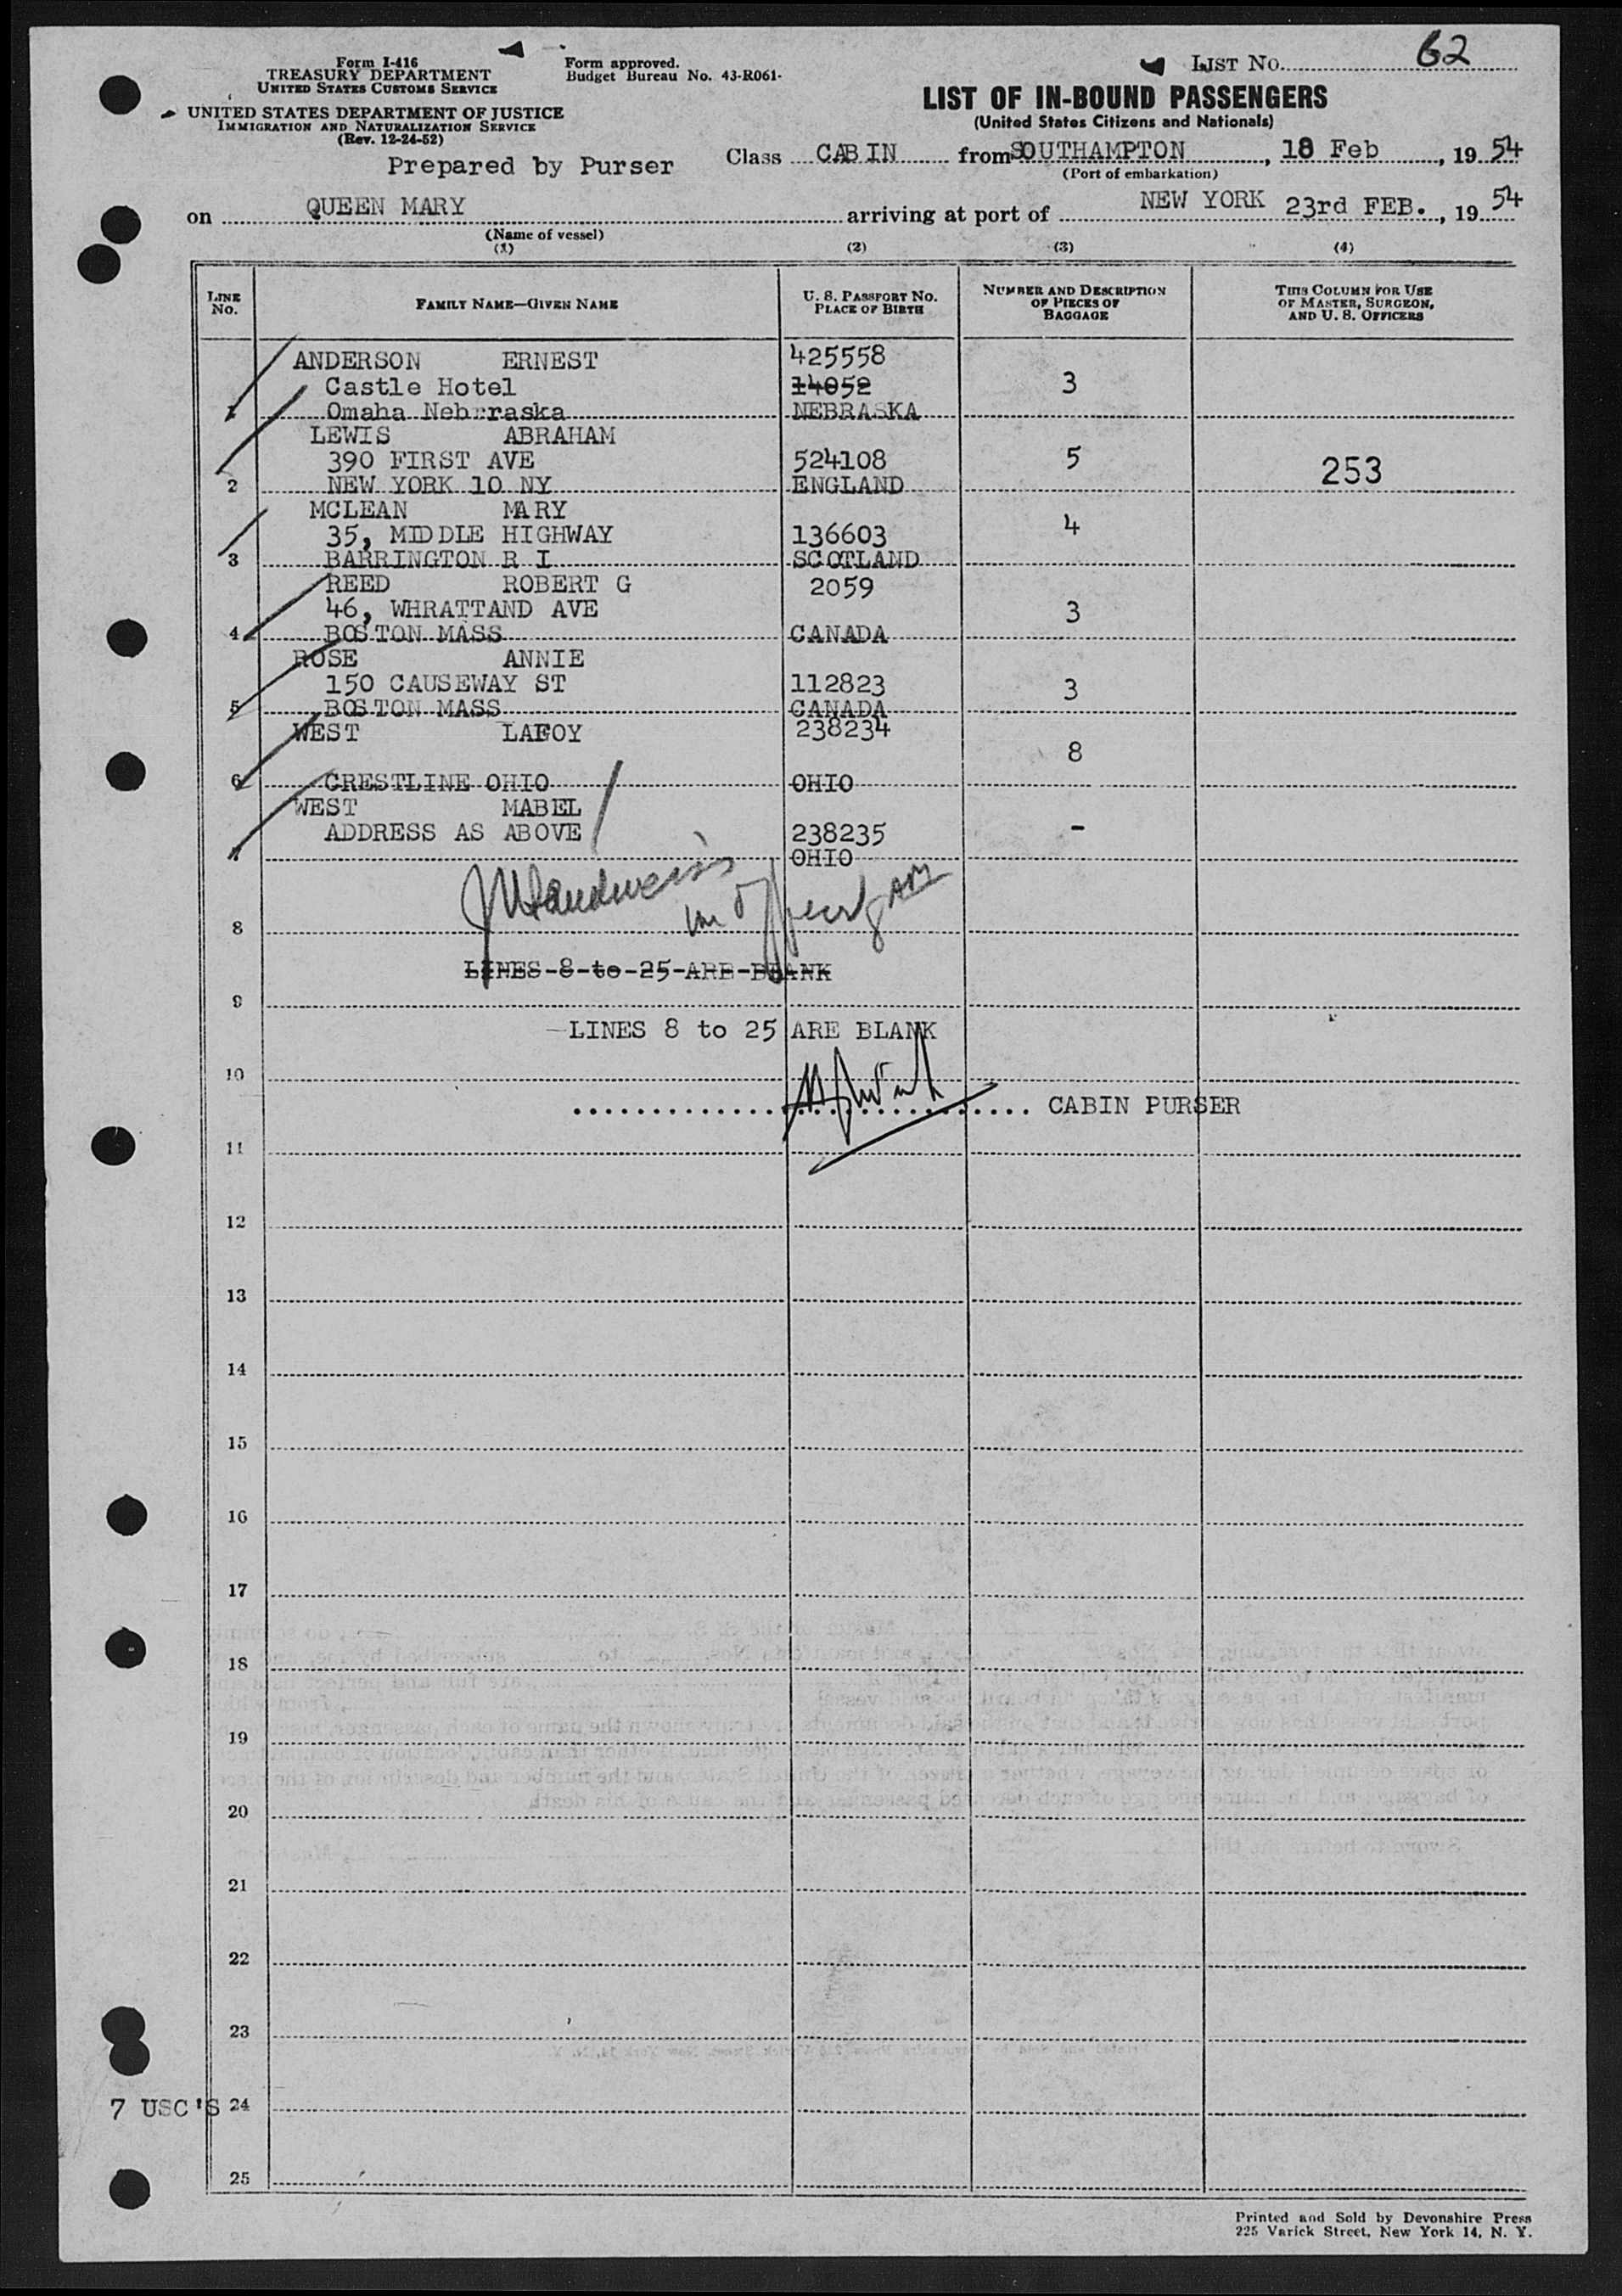 Form I-416
TREASURY DEPARTMENT
UNITED STATES CUSTOMS SERVICE
UNITED STATES DEPARTMENT OF JUSTICE
IMMIGRATION AND NATURALIZATION SERVICE
(Rev. 12-24-52)
Prepared by Purser
Form approved.
Budget Bureau No. 43-R061-
LIST NO. 62
LIST OF IN-BOUND PASSENGERS
(United States Citizens and Nationals)
Class CABIN from SOUTHAMPTON, 18 Feb, 19 54
(Port of embarkation)
on QUEEN MARY arriving at port of NEW YORK 23rd FEB., 19 54
(Name of vessel)
(1) (2) (3) (4)
LINE NO. FAMILY NAME—GIVEN NAME U. S. PASSPORT NO. PLACE OF BIRTH NUMBER AND DESCRIPTION OF PIECES OF BAGGAGE THIS COLUMN FOR USE OF MASTER, SURGEON, AND U. S. OFFICERS
ANDERSON ERNEST 425558
Castle Hotel 14052 3
1 Omaha Nebrraska NEBRASKA
LEWIS ABRAHAM
390 FIRST AVE 524108 5 253
2 NEW YORK 10 NY ENGLAND
MCLEAN MARY
35, MIDDLE HIGHWAY 136603 4
3 BARRINGTON R I SCOTLAND
REED ROBERT G 2059
46, WHRATTAND AVE 3
4 BOSTON MASS CANADA
ROSE ANNIE
150 CAUSEWAY ST 112823 3
5 BOSTON MASS CANADA
WEST 238234
8
6 CRESTLINE OHIO OHIO
WEST MABEL
ADDRESS AS ABOVE 238235 -
7 OHIO
8
LINES-8-to-25-ARE-BLANK
9
LINES 8 to 25 ARE BLANK
10
CABIN PURSER
11
12
13
14
15
16
17
18
19
20
21
22
23
7 USC'S 24
25
Printed and Sold by Devonshire Press
225 Varick Street, New York 14, N. Y.